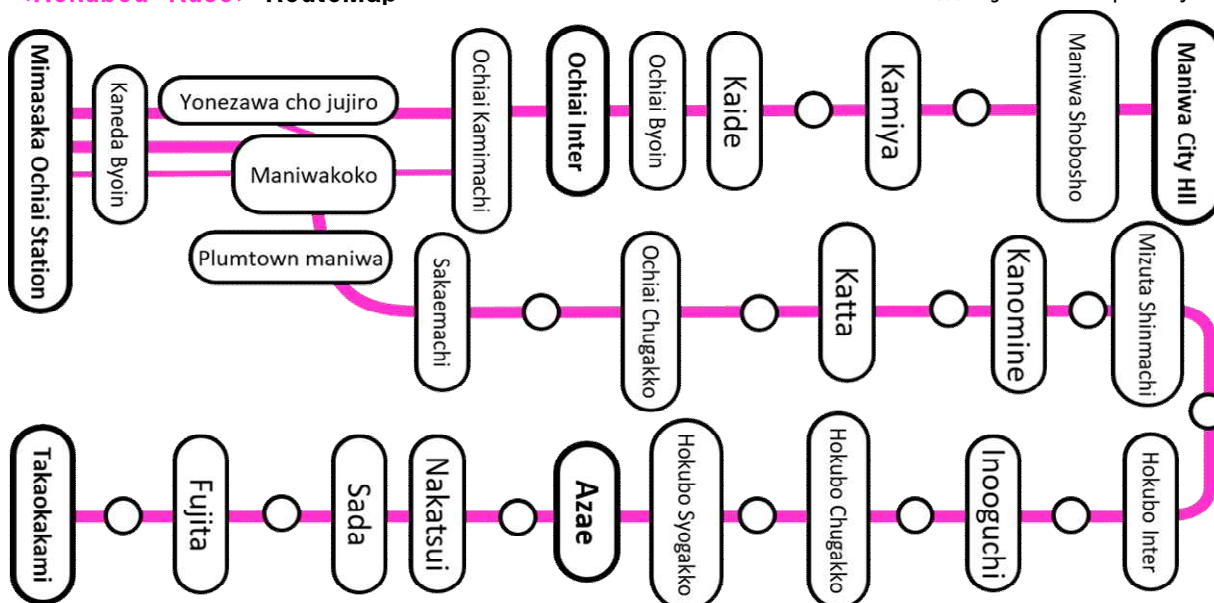 RouteMap
Mimasaka Ochiai Station
Kaneda Byoin
Yonezawa cho jujiro
Maniwakoko
Plumtown maniwa
Ochiai Kamimachi
Ochiai Inter
Ochiai Byoin
Kaide
Kamiya
Maniwa Shobosho
Maniwa City Hll
Sakaemachi
Ochiai Chugakko
Katta
Kanomine
Mizuta Shinmachi
Takaokakami
Fujita
Sada
Nakatsui
Azae
Hokubo Syogakko
Hokubo Chugakko
Inooguchi
Hokubo Inter